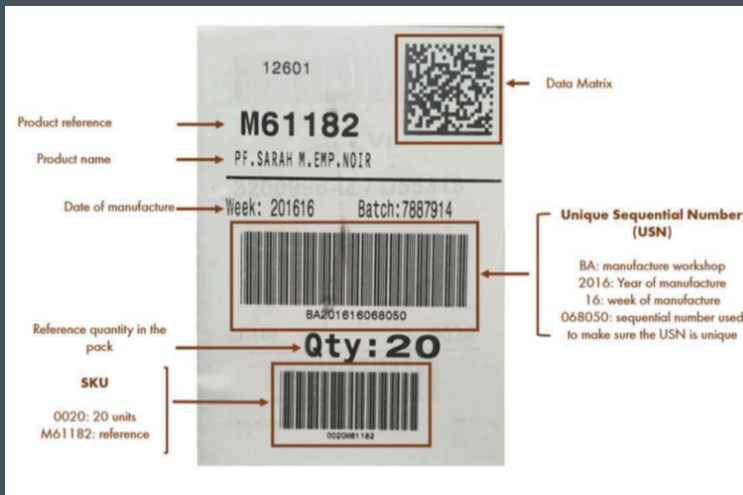 12601
Data Matrix
Product reference
M61182
Product name
PF.SARAH M.EMP.NOIR
Date of manufacture
Week: 201616 Batch:7887914
Unique Sequential Number
(USN)
BA: manufacture workshop
2016: Year of manufacture
16: week of manufacture
068050: sequential number used
to make sure the USN is unique
BA201616068050
Reference quantity in the
pack
Qty:20
SKU
0020: 20 units
M61182: reference
0020M61182